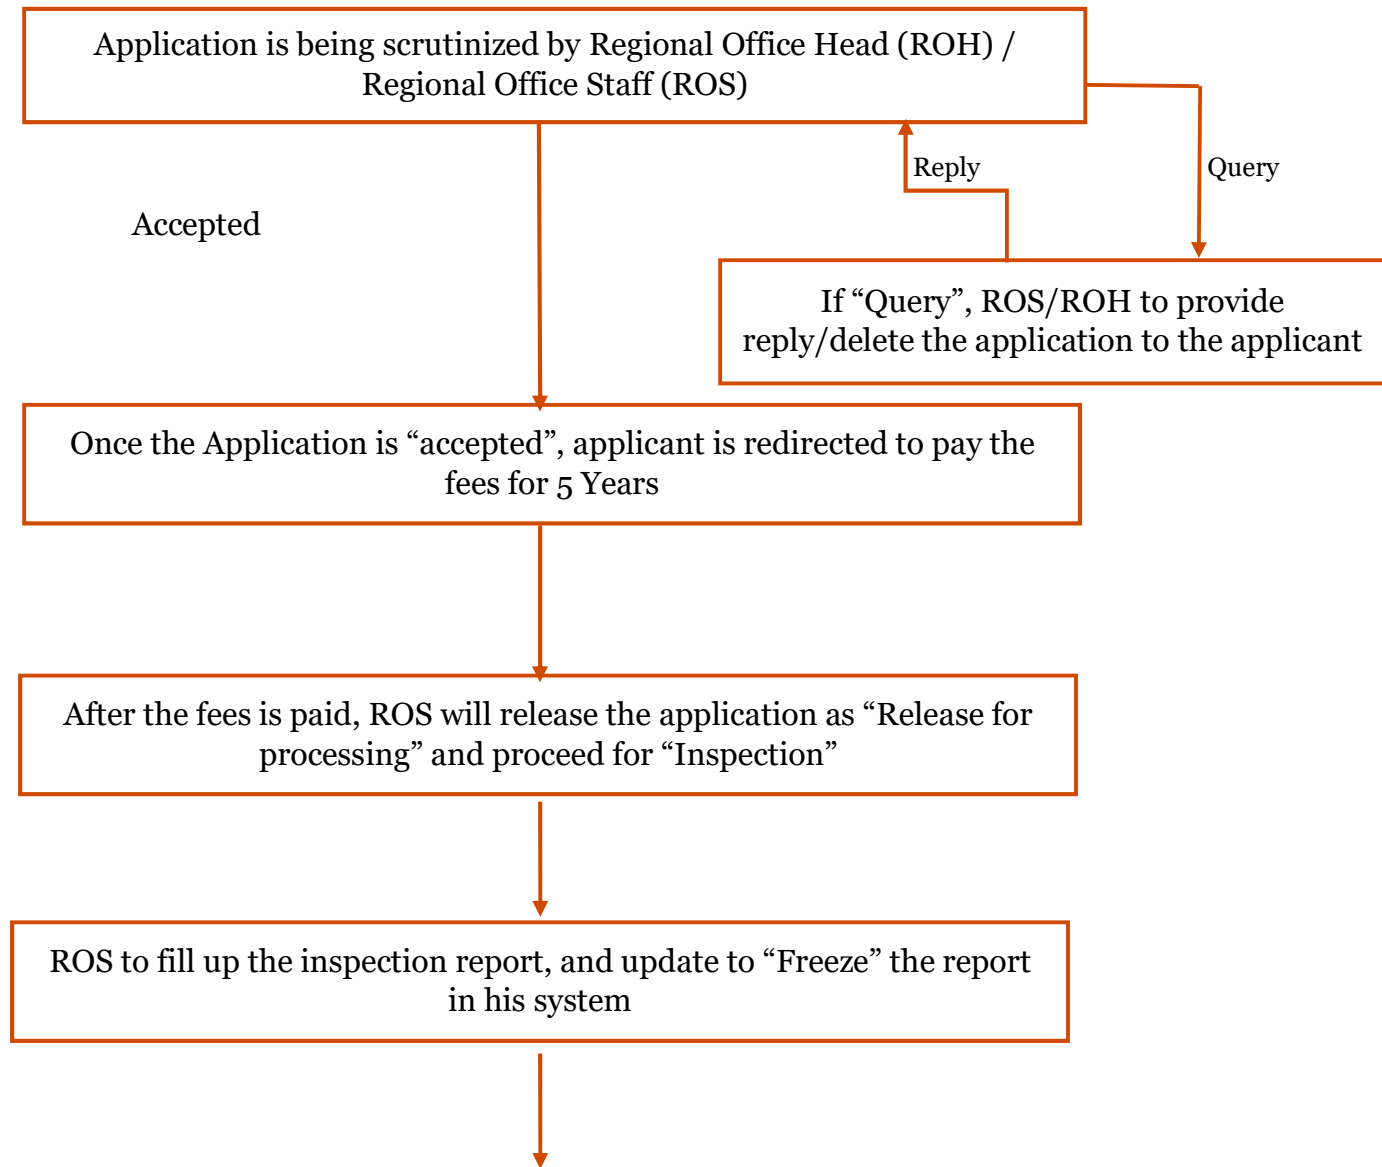 Application is being scrutinized by Regional Office Head (ROH) /
Regional Office Staff (ROS)
Reply
Query
Accepted
If “Query”, ROS/ROH to provide
reply/delete the application to the applicant
Once the Application is “accepted”, applicant is redirected to pay the
fees for 5 Years
After the fees is paid, ROS will release the application as “Release for
processing” and proceed for “Inspection”
ROS to fill up the inspection report, and update to “Freeze” the report
in his system